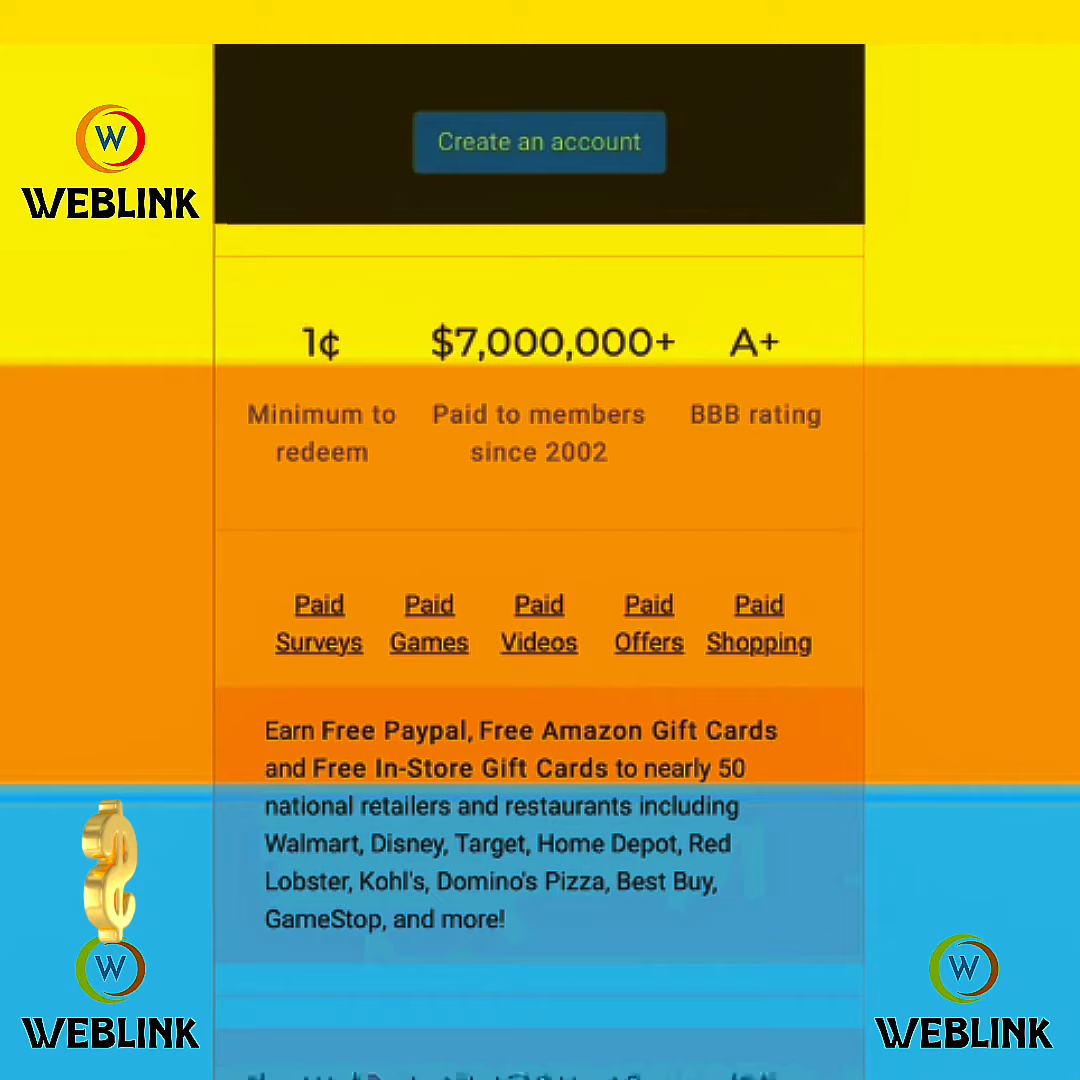 Create an account
W
WEBLINK
1¢ $7,000,000+ A+
Minimum to Paid to members BBB rating
redeem since 2002
Paid Paid Paid Paid Paid
Surveys Games Videos Offers Shopping
Earn Free Paypal, Free Amazon Gift Cards
and Free In-Store Gift Cards to nearly 50
national retailers and restaurants including
Walmart, Disney, Target, Home Depot, Red
Lobster, Kohl's, Domino's Pizza, Best Buy,
GameStop, and more!
W W
WEBLINK WEBLINK